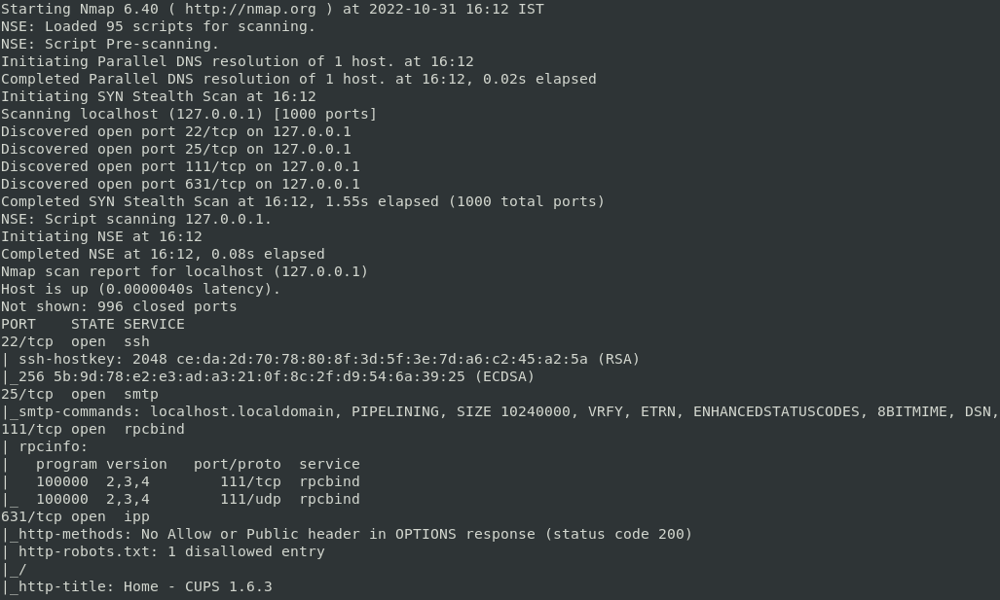 Starting Nmap 6.40 ( http://nmap.org ) at 2022-10-31 16:12 IST
NSE: Loaded 95 scripts for scanning.
NSE: Script Pre-scanning.
Initiating Parallel DNS resolution of 1 host. at 16:12
Completed Parallel DNS resolution of 1 host. at 16:12, 0.02s elapsed
Initiating SYN Stealth Scan at 16:12
Scanning localhost (127.0.0.1) [1000 ports]
Discovered open port 22/tcp on 127.0.0.1
Discovered open port 25/tcp on 127.0.0.1
Discovered open port 111/tcp on 127.0.0.1
Discovered open port 631/tcp on 127.0.0.1
Completed SYN Stealth Scan at 16:12, 1.55s elapsed (1000 total ports)
NSE: Script scanning 127.0.0.1.
Initiating NSE at 16:12
Completed NSE at 16:12, 0.08s elapsed
Nmap scan report for localhost (127.0.0.1)
Host is up (0.0000040s latency).
Not shown: 996 closed ports
PORT    STATE SERVICE
22/tcp  open  ssh
| ssh-hostkey: 2048 ce:da:2d:70:78:80:8f:3d:5f:3e:7d:a6:c2:45:a2:5a (RSA)
|_256 5b:9d:78:e2:e3:ad:a3:21:0f:8c:2f:d9:54:6a:39:25 (ECDSA)
25/tcp  open  smtp
|_smtp-commands: localhost.localdomain, PIPELINING, SIZE 10240000, VRFY, ETRN, ENHANCEDSTATUSCODES, 8BITMIME, DSN,
111/tcp open  rpcbind
| rpcinfo:
|   program version   port/proto  service
|   100000  2,3,4        111/tcp  rpcbind
|_  100000  2,3,4        111/udp  rpcbind
631/tcp open  ipp
|_http-methods: No Allow or Public header in OPTIONS response (status code 200)
| http-robots.txt: 1 disallowed entry
|_/
|_http-title: Home - CUPS 1.6.3